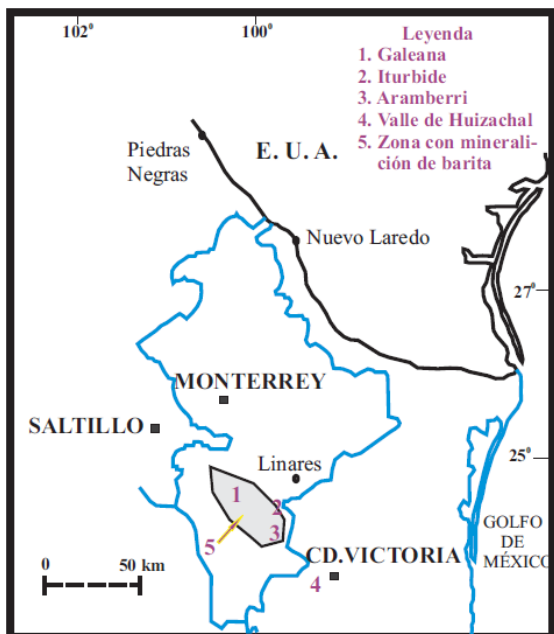 102°
100°
Leyenda
1. Galeana
2. Iturbide
3. Aramberri
4. Valle de Huizachal
5. Zona con minerali-
ción de barita
Piedras
Negras
E. U. A.
Nuevo Laredo
27°
MONTERREY
SALTILLO
25°
Linares
1
2
3
5
GOLFO
DE
MÉXICO
0 50 km
CD.VICTORIA
4